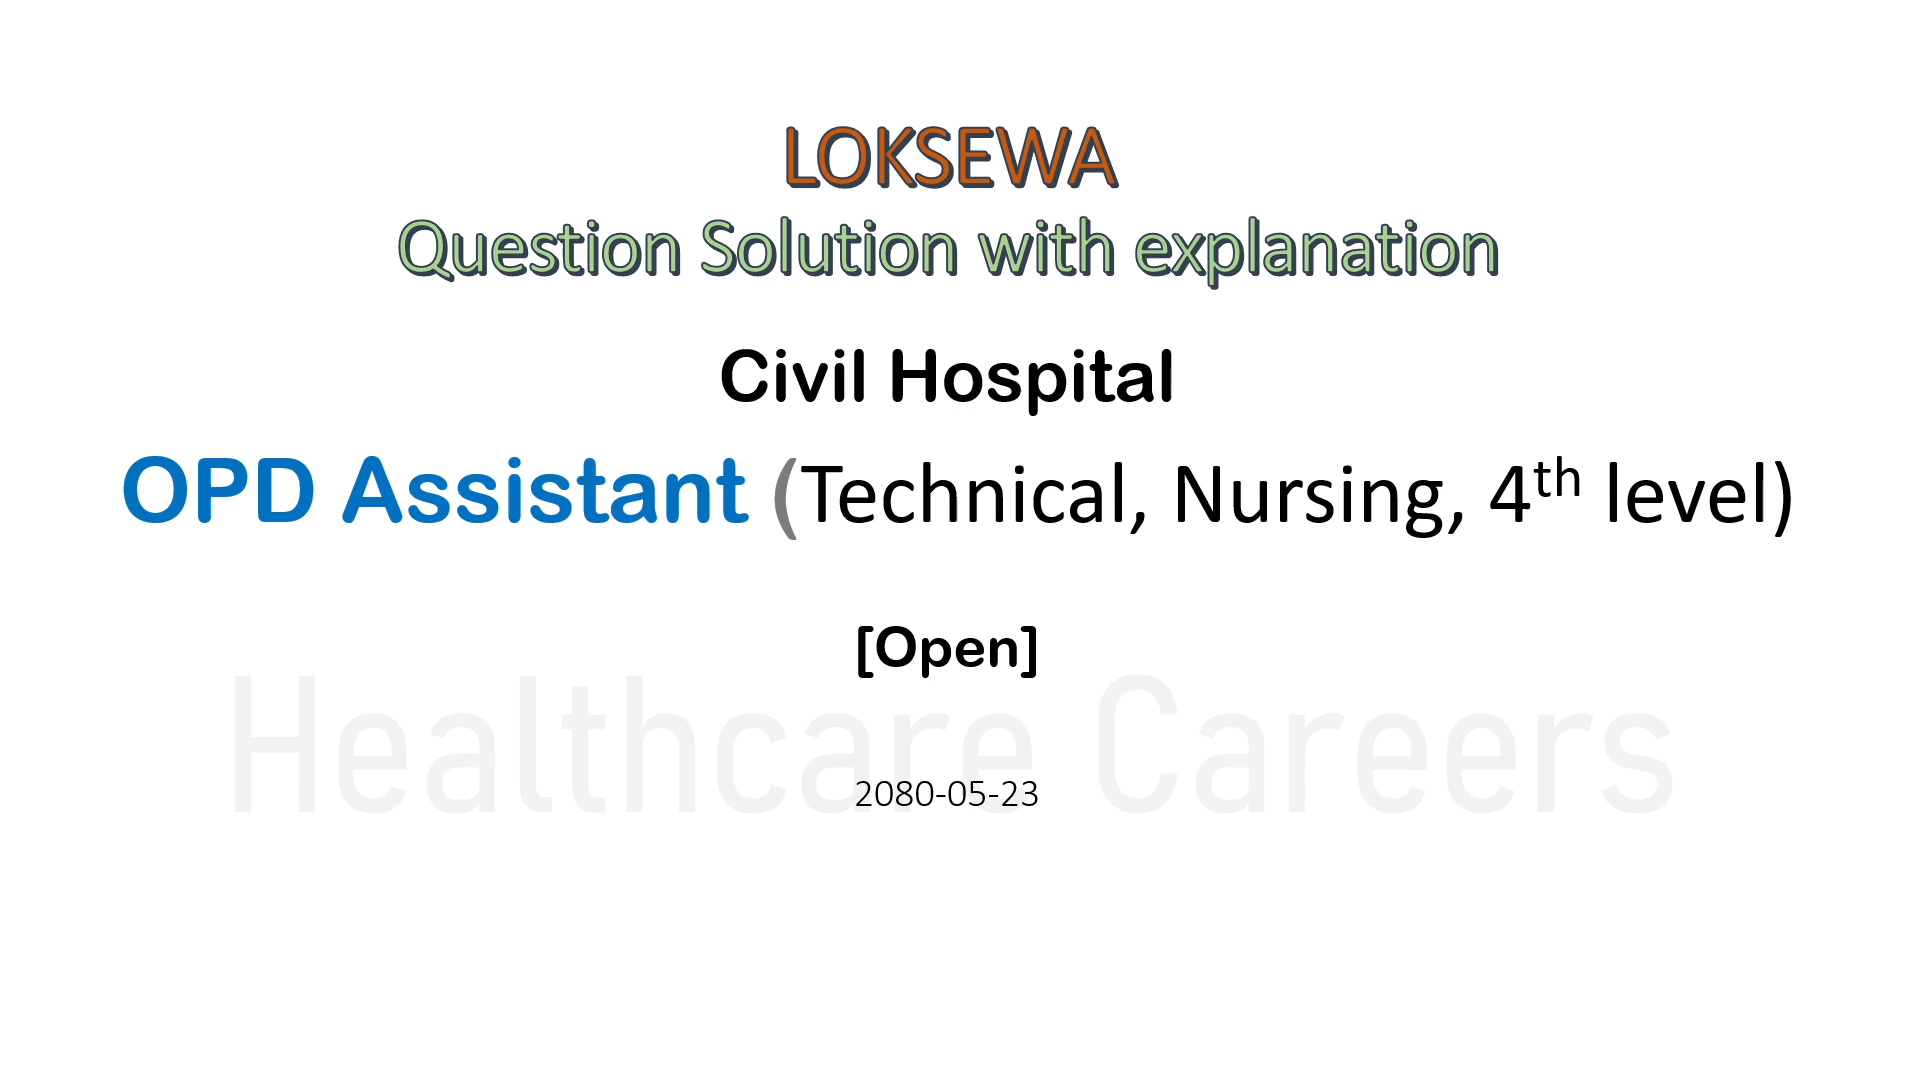 LOKSEWA
Question Solution with explanation
Civil Hospital
OPD Assistant (Technical, Nursing, 4th level)
[Open]
Healthcare Careers
2080-05-23